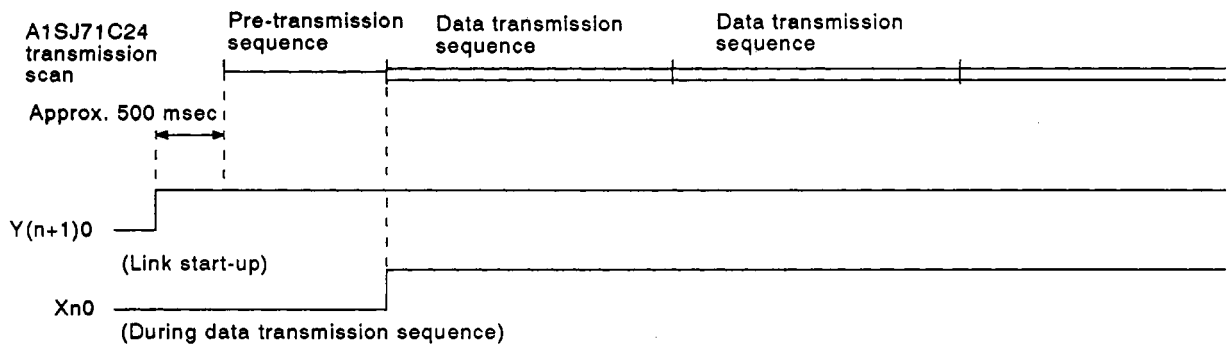 A1SJ71C24
transmission
scan
Pre-transmission
sequence
Data transmission
sequence
Data transmission
sequence
Approx. 500 msec
Y(n+1)0
(Link start-up)
Xn0
(During data transmission sequence)